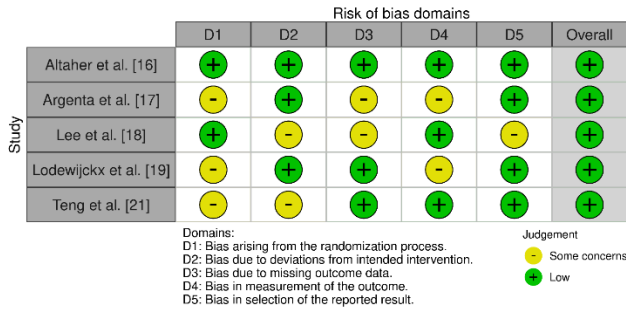 Risk of bias domains
D1 D2 D3 D4 D5 Overall
Study
Altaher et al. [16] + + + + + +
Argenta et al. [17] - + - - + +
Lee et al. [18] + - - + - +
Lodewijckx et al. [19] - + + - + +
Teng et al. [21] - - + + + +
Domains:
D1: Bias arising from the randomization process.
D2: Bias due to deviations from intended intervention.
D3: Bias due to missing outcome data.
D4: Bias in measurement of the outcome.
D5: Bias in selection of the reported result.
Judgement
- Some concerns
+ Low